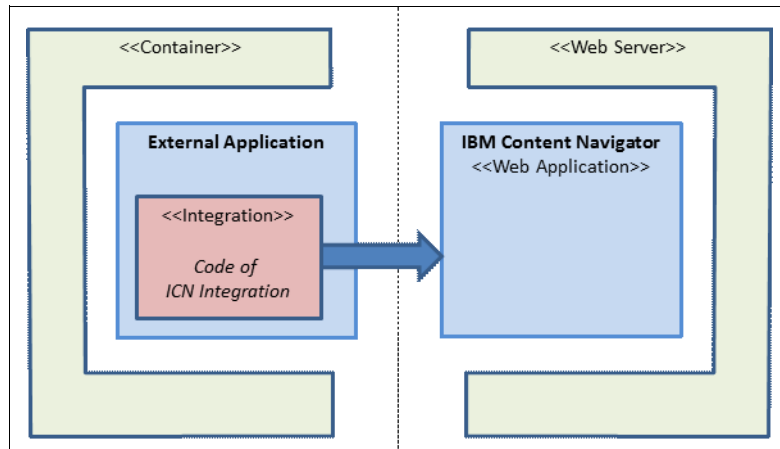 <<Container>>
<<Web Server>>
External Application
IBM Content Navigator
<<Web Application>>
<<Integration>>
Code of
ICN Integration